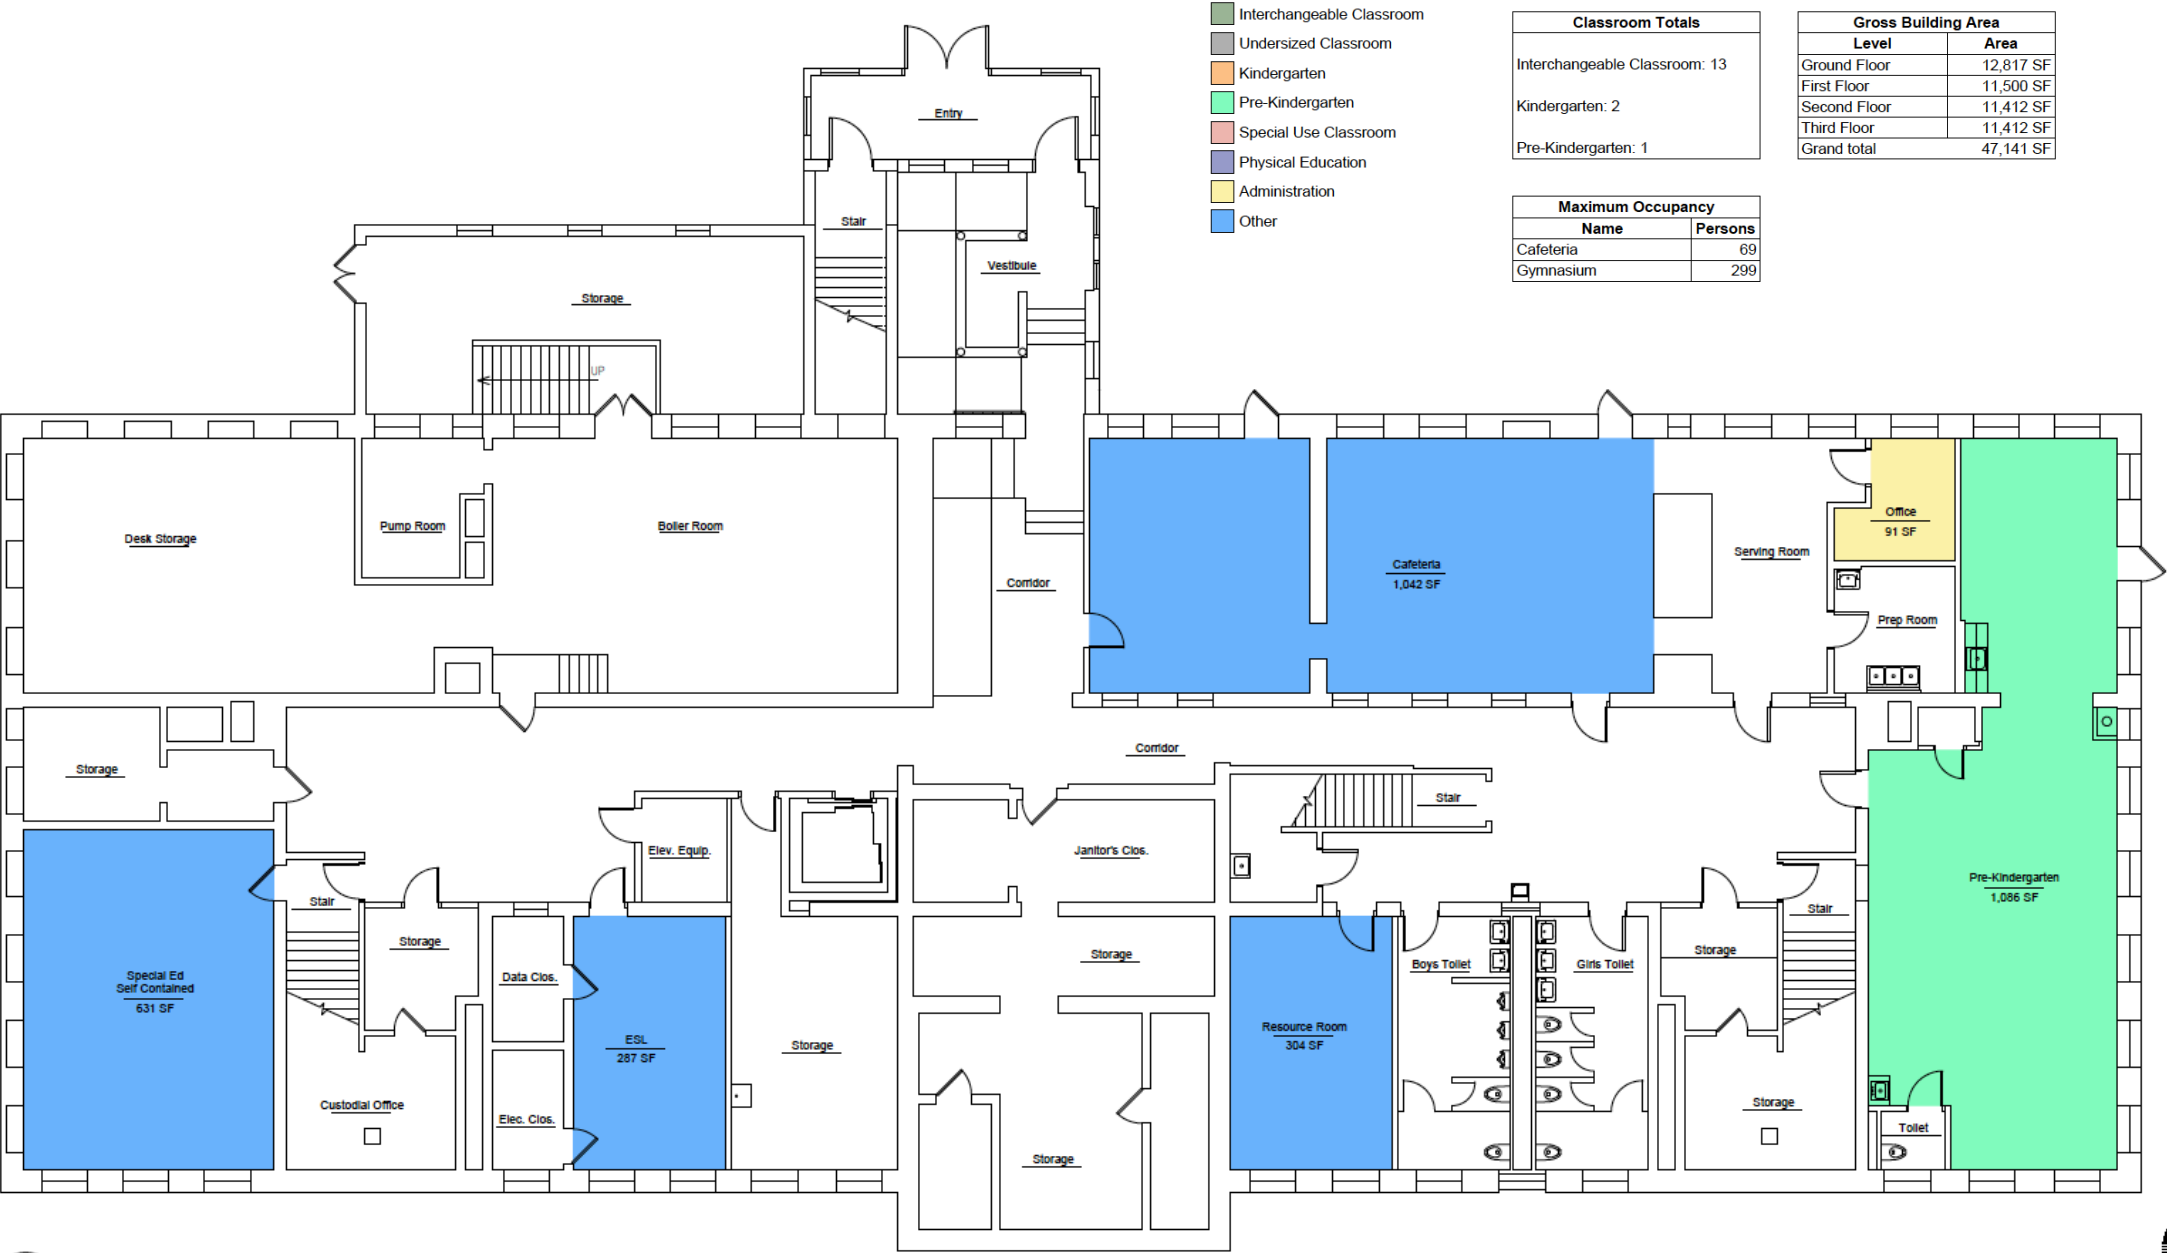 Interchangeable Classroom
Undersized Classroom
Kindergarten
Pre-Kindergarten
Special Use Classroom
Physical Education
Administration
Other
Classroom Totals
Interchangeable Classroom: 13
Kindergarten: 2
Pre-Kindergarten: 1
Gross Building Area
Level Area
Ground Floor 12,817 SF
First Floor 11,500 SF
Second Floor 11,412 SF
Third Floor 11,412 SF
Grand total 47,141 SF
Maximum Occupancy
Name Persons
Cafeteria 69
Gymnasium 299
Entry
Stair
Vestibule
Storage
UP
Desk Storage
Pump Room
Boiler Room
Corridor
Cafeteria
1,042 SF
Serving Room
Office
91 SF
Prep Room
Storage
Corridor
Stair
Elev. Equip.
Janitor's Clos.
Pre-Kindergarten
1,086 SF
Stair
Storage
Special Ed
Self Contained
631 SF
Data Clos.
ESL
287 SF
Storage
Storage
Resource Room
304 SF
Boys Toilet
Girls Toilet
Storage
Stair
Custodial Office
Elec. Clos.
Storage
Storage
Toilet